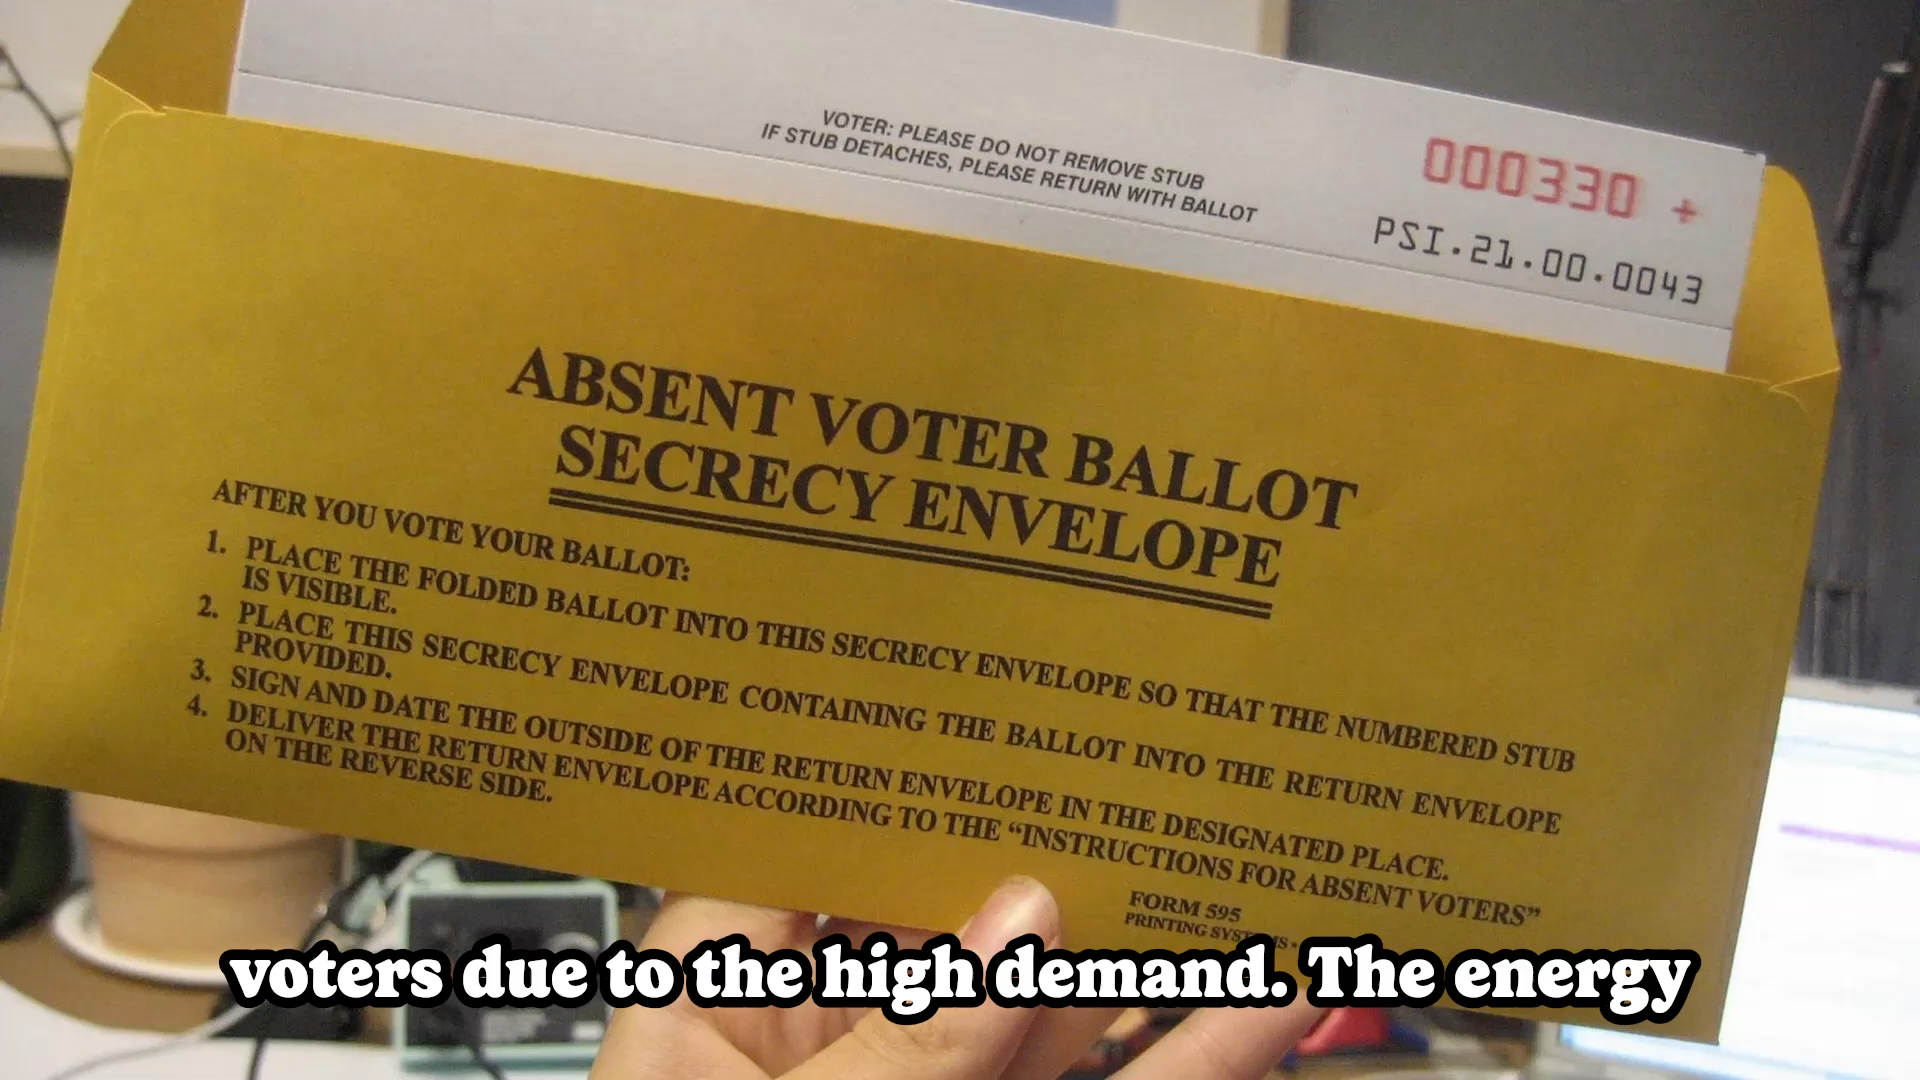 VOTER: PLEASE DO NOT REMOVE STUB
IF STUB DETACHES, PLEASE RETURN WITH BALLOT
000330 +
PSI.21.00.0043
ABSENT VOTER BALLOT
SECRECY ENVELOPE
AFTER YOU VOTE YOUR BALLOT:
1. PLACE THE FOLDED BALLOT INTO THIS SECRECY ENVELOPE SO THAT THE NUMBERED STUB
IS VISIBLE.
2. PLACE THIS SECRECY ENVELOPE CONTAINING THE BALLOT INTO THE RETURN ENVELOPE
PROVIDED.
3. SIGN AND DATE THE OUTSIDE OF THE RETURN ENVELOPE IN THE DESIGNATED PLACE.
4. DELIVER THE RETURN ENVELOPE ACCORDING TO THE “INSTRUCTIONS FOR ABSENT VOTERS”
ON THE REVERSE SIDE.
FORM 595
PRINTING
voters due to the high demand. The energy